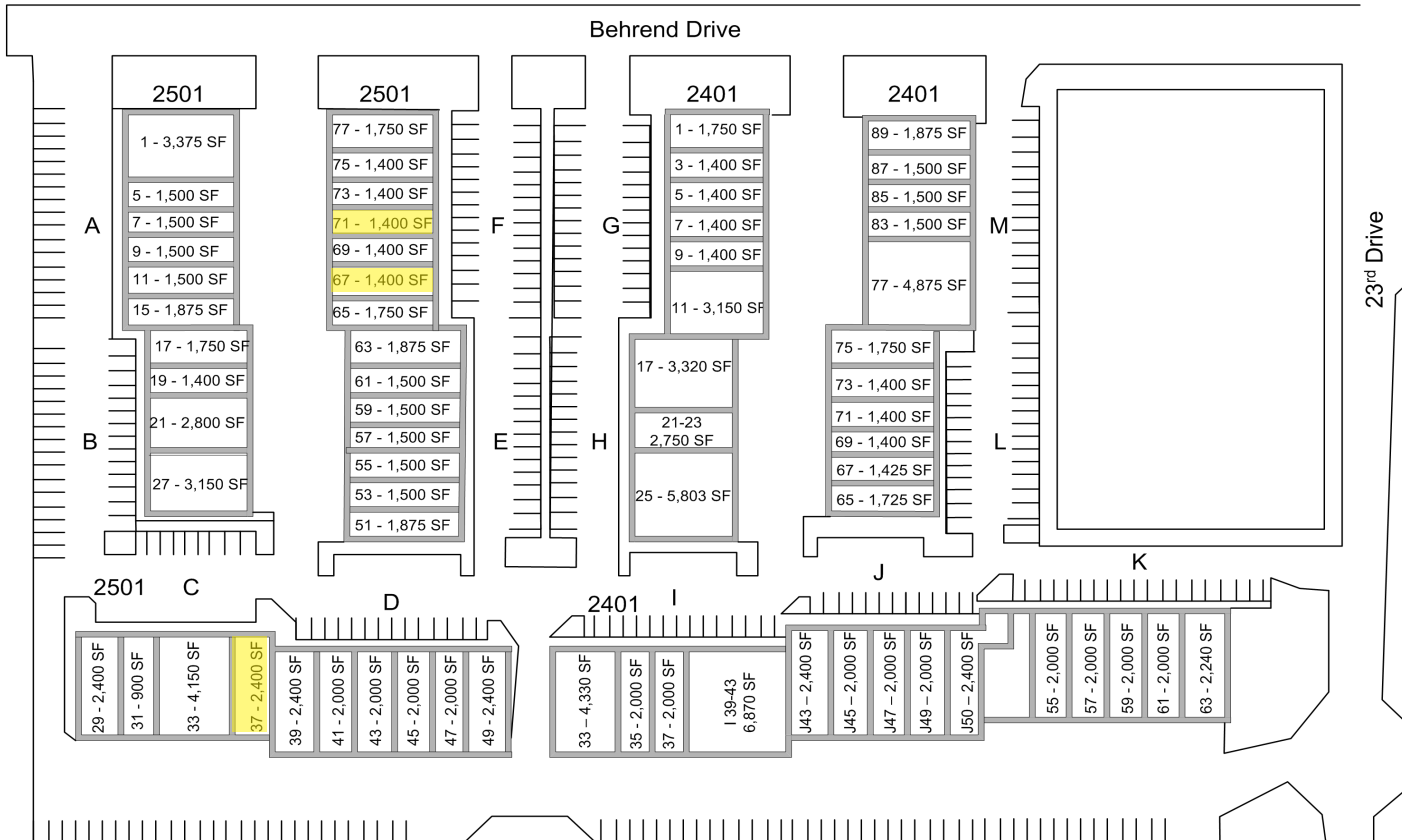 Behrend Drive
2501
2501
2401
2401
1 - 3,375 SF
5 - 1,500 SF
7 - 1,500 SF
9 - 1,500 SF
11 - 1,500 SF
15 - 1,875 SF
A
17 - 1,750 SF
19 - 1,400 SF
21 - 2,800 SF
27 - 3,150 SF
B
77 - 1,750 SF
75 - 1,400 SF
73 - 1,400 SF
71 - 1,400 SF
69 - 1,400 SF
67 - 1,400 SF
65 - 1,750 SF
F
63 - 1,875 SF
61 - 1,500 SF
59 - 1,500 SF
57 - 1,500 SF
55 - 1,500 SF
53 - 1,500 SF
51 - 1,875 SF
E
G
1 - 1,750 SF
3 - 1,400 SF
5 - 1,400 SF
7 - 1,400 SF
9 - 1,400 SF
11 - 3,150 SF
H
17 - 3,320 SF
21-23
2,750 SF
25 - 5,803 SF
89 - 1,875 SF
87 - 1,500 SF
85 - 1,500 SF
83 - 1,500 SF
77 - 4,875 SF
M
75 - 1,750 SF
73 - 1,400 SF
71 - 1,400 SF
69 - 1,400 SF
67 - 1,425 SF
65 - 1,725 SF
L
23rd Drive
2501
C
29 - 2,400 SF
31 - 900 SF
33 - 4,150 SF
37 - 2,400 SF
D
39 - 2,400 SF
41 - 2,000 SF
43 - 2,000 SF
45 - 2,000 SF
47 - 2,000 SF
49 - 2,400 SF
2401
I
33 – 4,330 SF
35 - 2,000 SF
37 - 2,000 SF
I 39-43
6,870 SF
J
J43 – 2,400 SF
J45 – 2,000 SF
J47 – 2,000 SF
J49 – 2,000 SF
J50 – 2,400 SF
K
55 - 2,000 SF
57 - 2,000 SF
59 - 2,000 SF
61 - 2,000 SF
63 - 2,240 SF